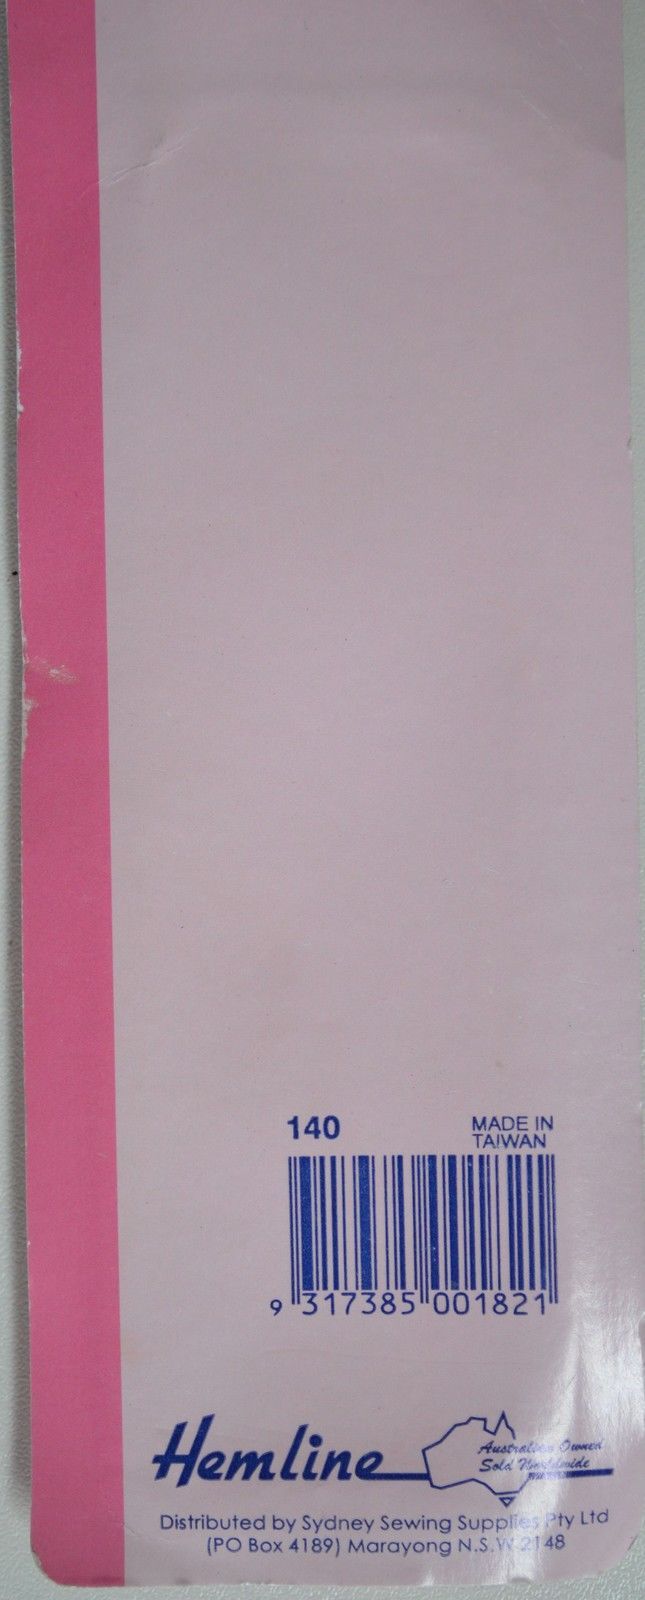 140
MADE IN
TAIWAN
9 317385 001821
Hemline
Australian Owned
Sold Worldwide
Distributed by Sydney Sewing Supplies Pty Ltd
(PO Box 4189) Marayong N.S.W 2148